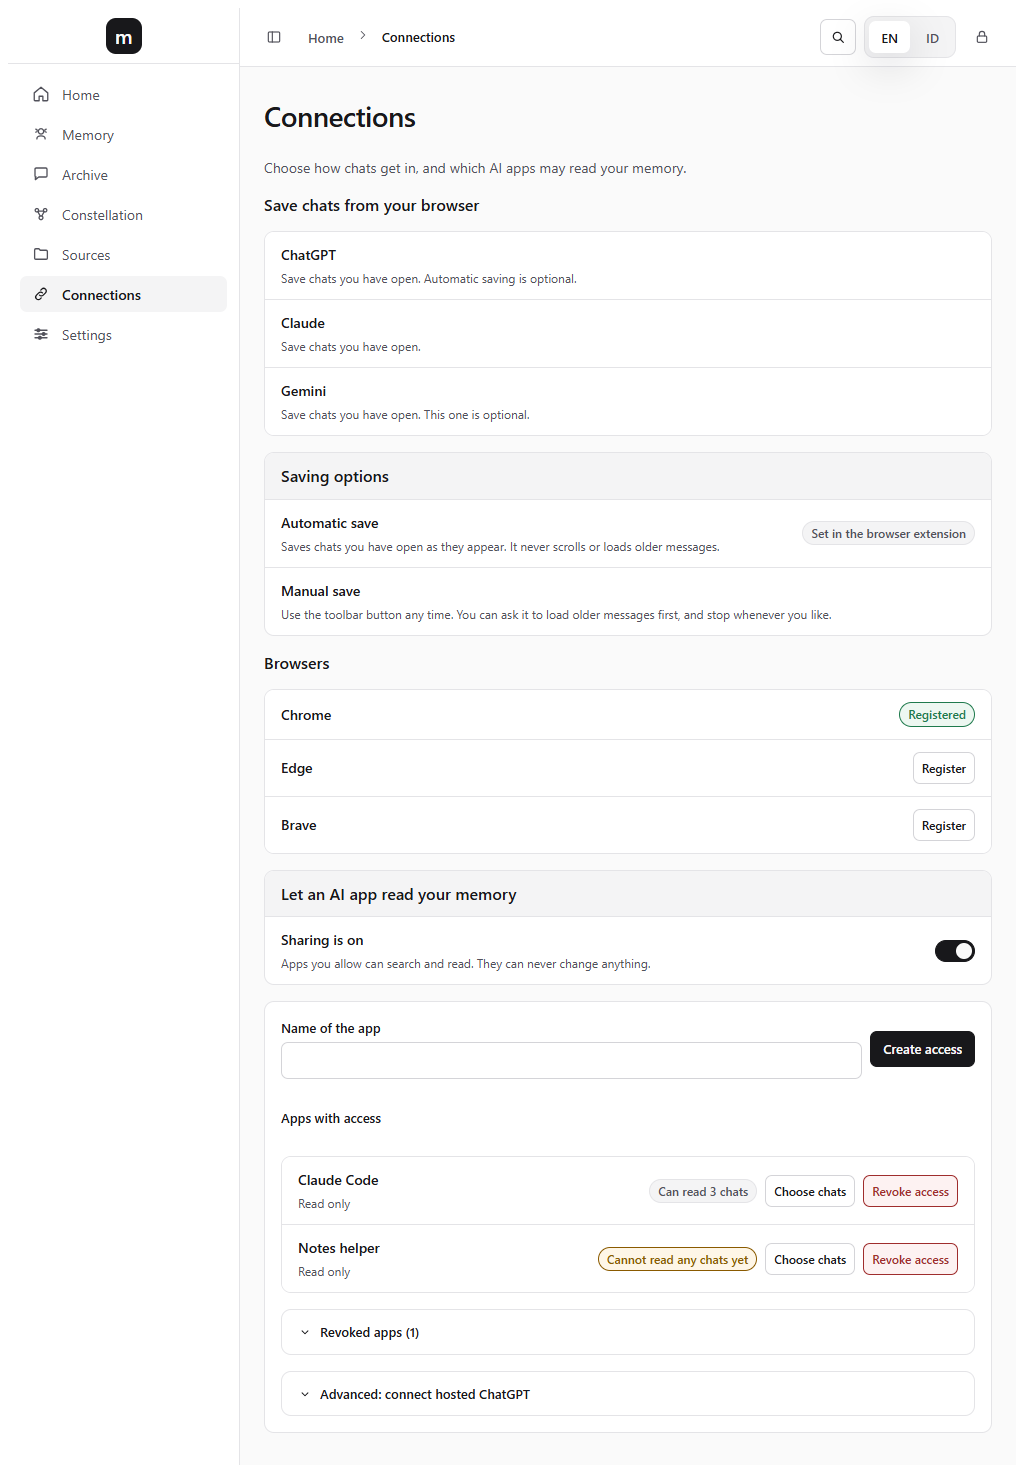 m
Home
Connections
EN
ID
Home
Memory
Archive
Constellation
Sources
Connections
Settings
Connections
Choose how chats get in, and which AI apps may read your memory.
Save chats from your browser
ChatGPT
Save chats you have open. Automatic saving is optional.
Claude
Save chats you have open.
Gemini
Save chats you have open. This one is optional.
Saving options
Automatic save
Saves chats you have open as they appear. It never scrolls or loads older messages.
Set in the browser extension
Manual save
Use the toolbar button any time. You can ask it to load older messages first, and stop whenever you like.
Browsers
Chrome
Registered
Edge
Register
Brave
Register
Let an AI app read your memory
Sharing is on
Apps you allow can search and read. They can never change anything.
Name of the app
Create access
Apps with access
Claude Code
Read only
Can read 3 chats
Choose chats
Revoke access
Notes helper
Read only
Cannot read any chats yet
Choose chats
Revoke access
Revoked apps (1)
Advanced: connect hosted ChatGPT